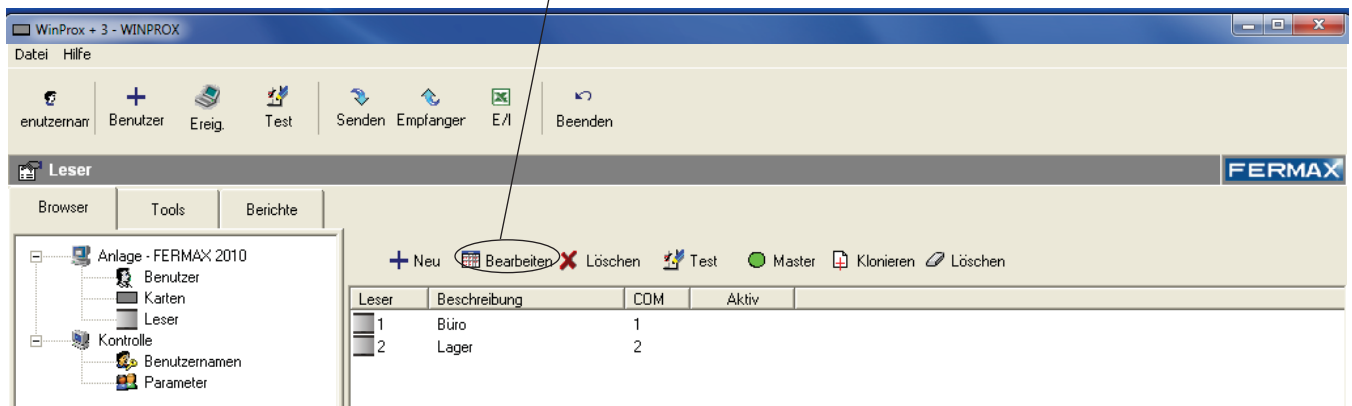 WinProx + 3 - WINPROX
Datei Hilfe
enutzernam Benutzer Ereig. Test Senden Empfanger E/I Beenden
Leser FERMAX
Browser Tools Berichte
Neu Bearbeiten Löschen Test Master Klonieren Löschen
Anlage - FERMAX 2010
Benutzer
Karten
Leser
Kontrolle
Benutzernamen
Parameter
Leser Beschreibung COM Aktiv
1 Büro 1
2 Lager 2